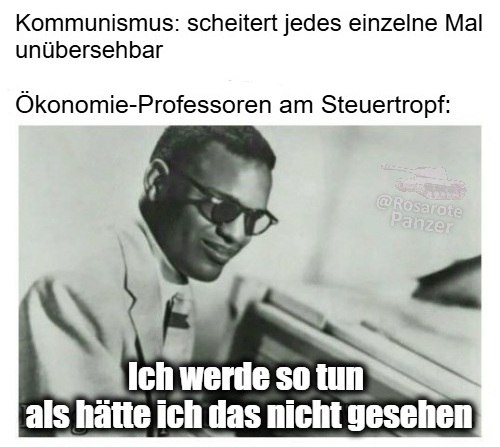 Kommunismus: scheitert jedes einzelne Mal
unübersehbar
Ökonomie-Professoren am Steuertropf:
@Rosarote
Panzer
Ich werde so tun
als hätte ich das nicht gesehen